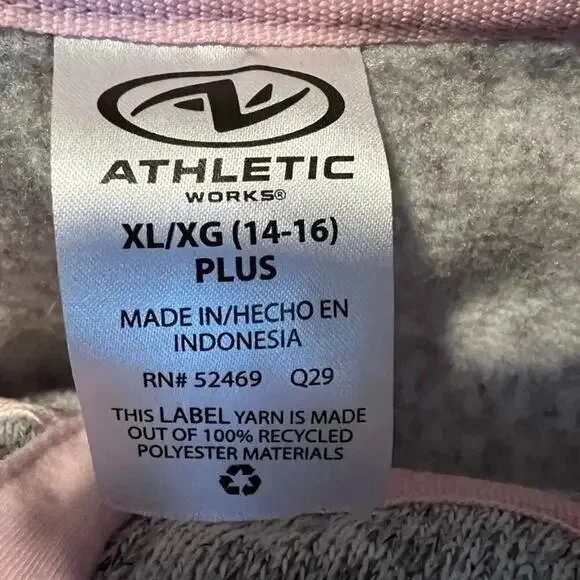 ATHLETIC
WORKS®
XL/XG (14-16)
PLUS
MADE IN/HECHO EN
INDONESIA
RN# 52469 Q29
THIS LABEL YARN IS MADE
OUT OF 100% RECYCLED
POLYESTER MATERIALS